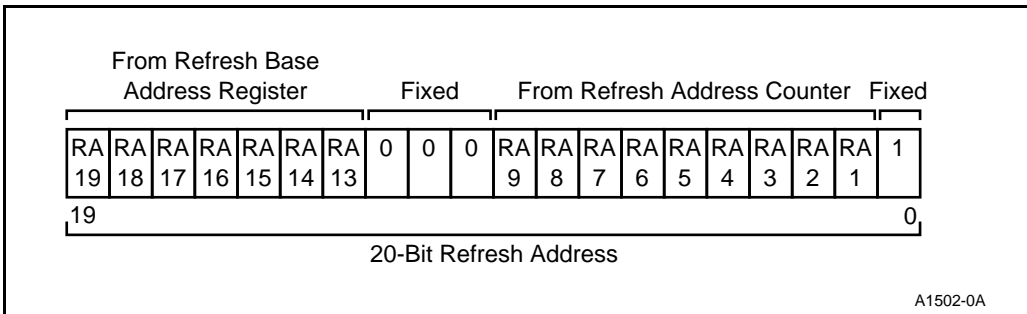 From Refresh Base
Address Register Fixed From Refresh Address Counter Fixed
RA RA RA RA RA RA RA 0 0 0 RA RA RA RA RA RA RA RA RA 1
19 18 17 16 15 14 13 9 8 7 6 5 4 3 2 1
19 0
20-Bit Refresh Address
A1502-0A